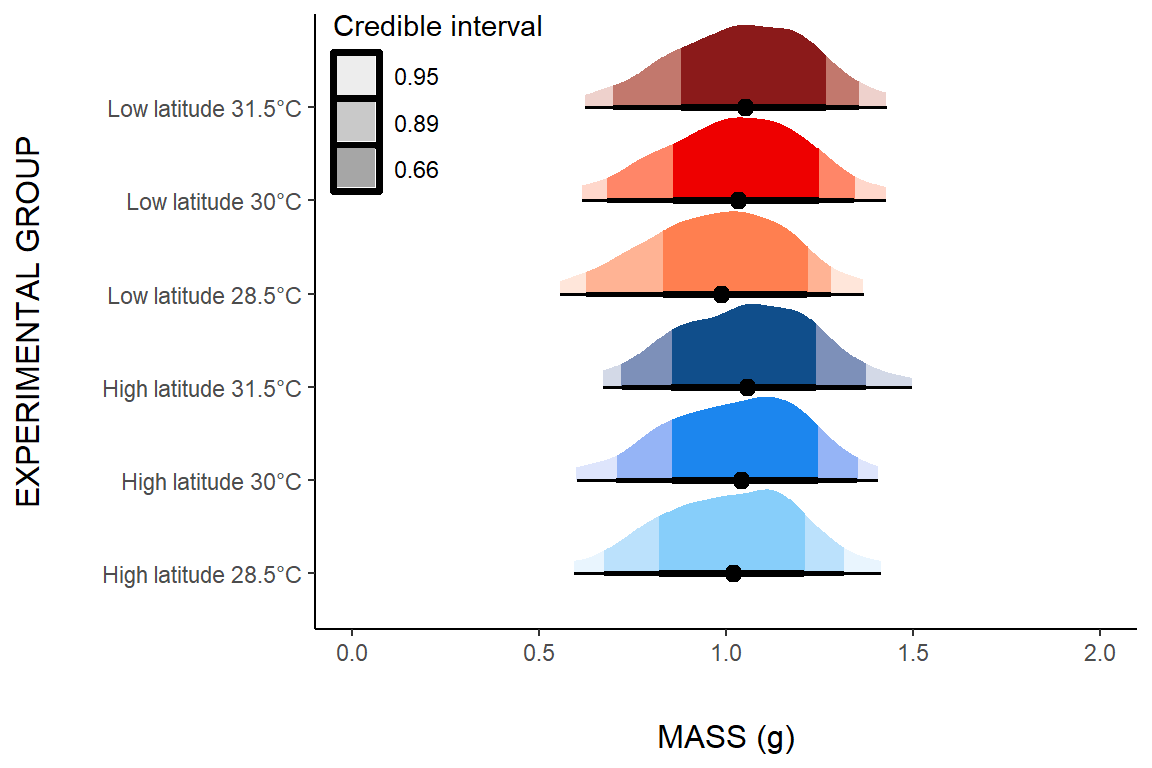 Credible interval
0.95
0.89
0.66
EXPERIMENTAL GROUP
Low latitude 31.5°C
Low latitude 30°C
Low latitude 28.5°C
High latitude 31.5°C
High latitude 30°C
High latitude 28.5°C
0.0 0.5 1.0 1.5 2.0
MASS (g)